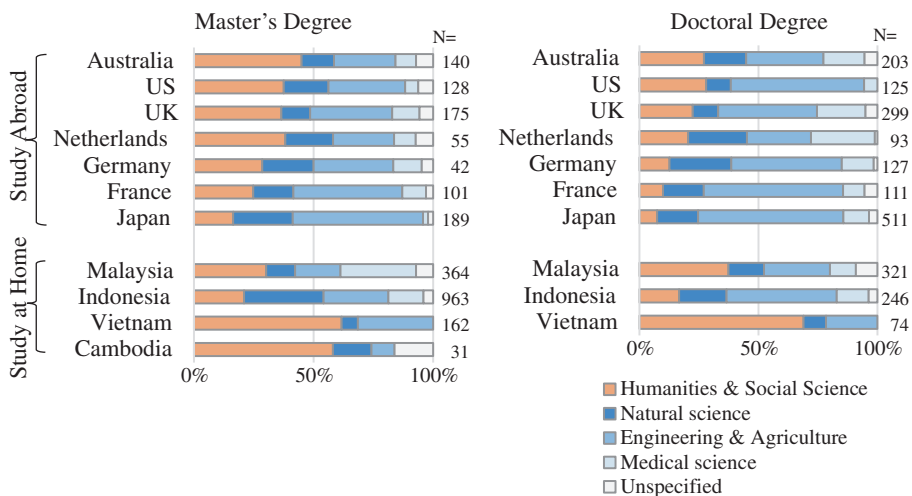 Master's Degree
N=
Study Abroad
Australia 140
US 128
UK 175
Netherlands 55
Germany 42
France 101
Japan 189
Study at Home
Malaysia 364
Indonesia 963
Vietnam 162
Cambodia 31
0% 50% 100%
Doctoral Degree
N=
Australia 203
US 125
UK 299
Netherlands 93
Germany 127
France 111
Japan 511
Malaysia 321
Indonesia 246
Vietnam 74
0% 50% 100%
Humanities & Social Science
Natural science
Engineering & Agriculture
Medical science
Unspecified